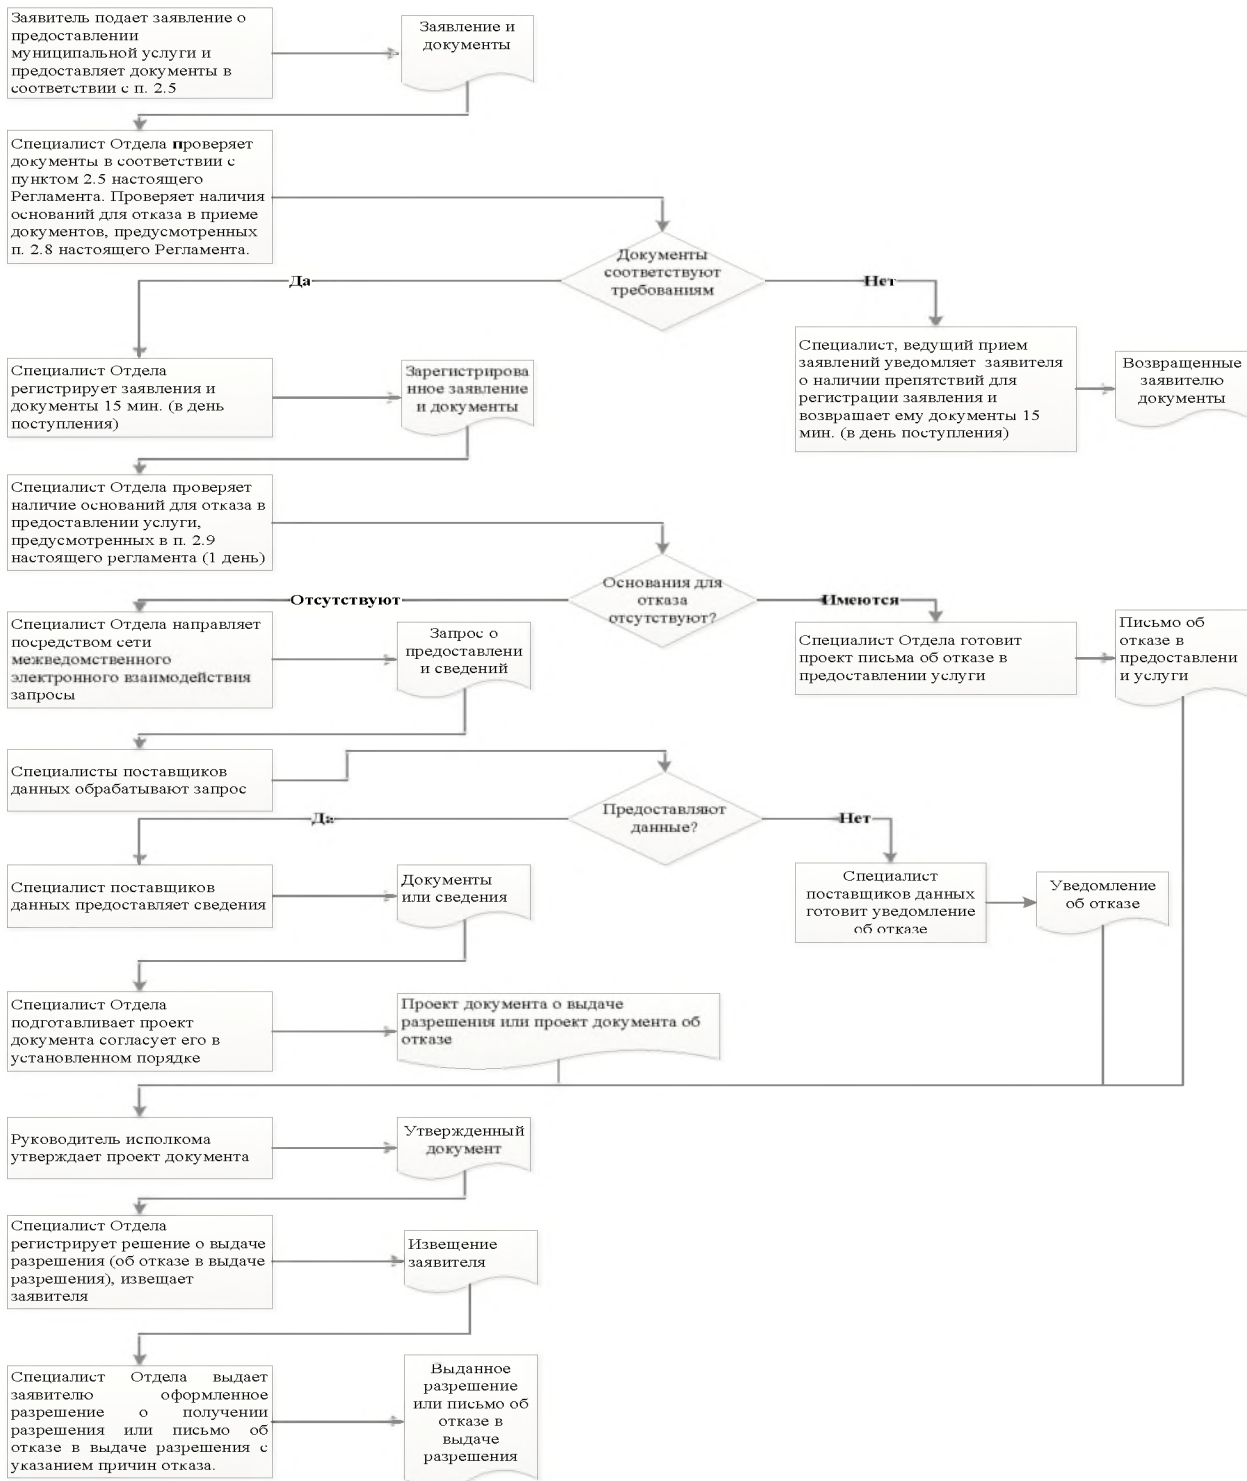 Заявитель подает заявление о
предоставлении
муниципальной услуги и
предоставляет документы в
соответствии с п. 2.5
Заявление и
документы
Специалист Отдела проверяет
документы в соответствии с
пунктом 2.5 настоящего
Регламента. Проверяет наличия
оснований для отказа в приеме
документов, предусмотренных
п. 2.8 настоящего Регламента.
Документы
соответствуют
требованиям
Да
Нет
Специалист Отдела
регистрирует заявления и
документы 15 мин. (в день
поступления)
Зарегистрирова
нное заявление
и документы
Специалист, ведущий прием
заявлений уведомляет заявителя
о наличии препятствий для
регистрации заявления и
возвращает ему документы 15
мин. (в день поступления)
Возвращенные
заявителю
документы
Специалист Отдела проверяет
наличие оснований для отказа в
предоставлении услуги,
предусмотренных в п. 2.9
настоящего регламента (1 день)
Основания для
отказа
отсутствуют?
Отсутствуют
Имеются
Специалист Отдела направляет
посредством сети
межведомственного
электронного взаимодействия
запросы
Запрос о
предоставлени
и сведений
Специалист Отдела готовит
проект письма об отказе в
предоставлении услуги
Письмо об
отказе в
предоставлени
и услуги
Специалисты поставщиков
данных обрабатывают запрос
Предоставляют
данные?
Да
Нет
Специалист поставщиков
данных предоставляет сведения
Документы
или сведения
Специалист
поставщиков данных
готовит уведомление
об отказе
Уведомление
об отказе
Специалист Отдела
подготавливает проект
документа согласует его в
установленном порядке
Проект документа о выдаче
разрешения или проект документа об
отказе
Руководитель исполкома
утверждает проект документа
Утвержденный
документ
Специалист Отдела
регистрирует решение о выдаче
разрешения (об отказе в выдаче
разрешения), извещает
заявителя
Извещение
заявителя
Специалист Отдела выдает
заявителю оформленное
разрешение о получении
разрешения или письмо об
отказе в выдаче разрешения с
указанием причин отказа.
Выданное
разрешение
или письмо об
отказе в
выдаче
разрешения